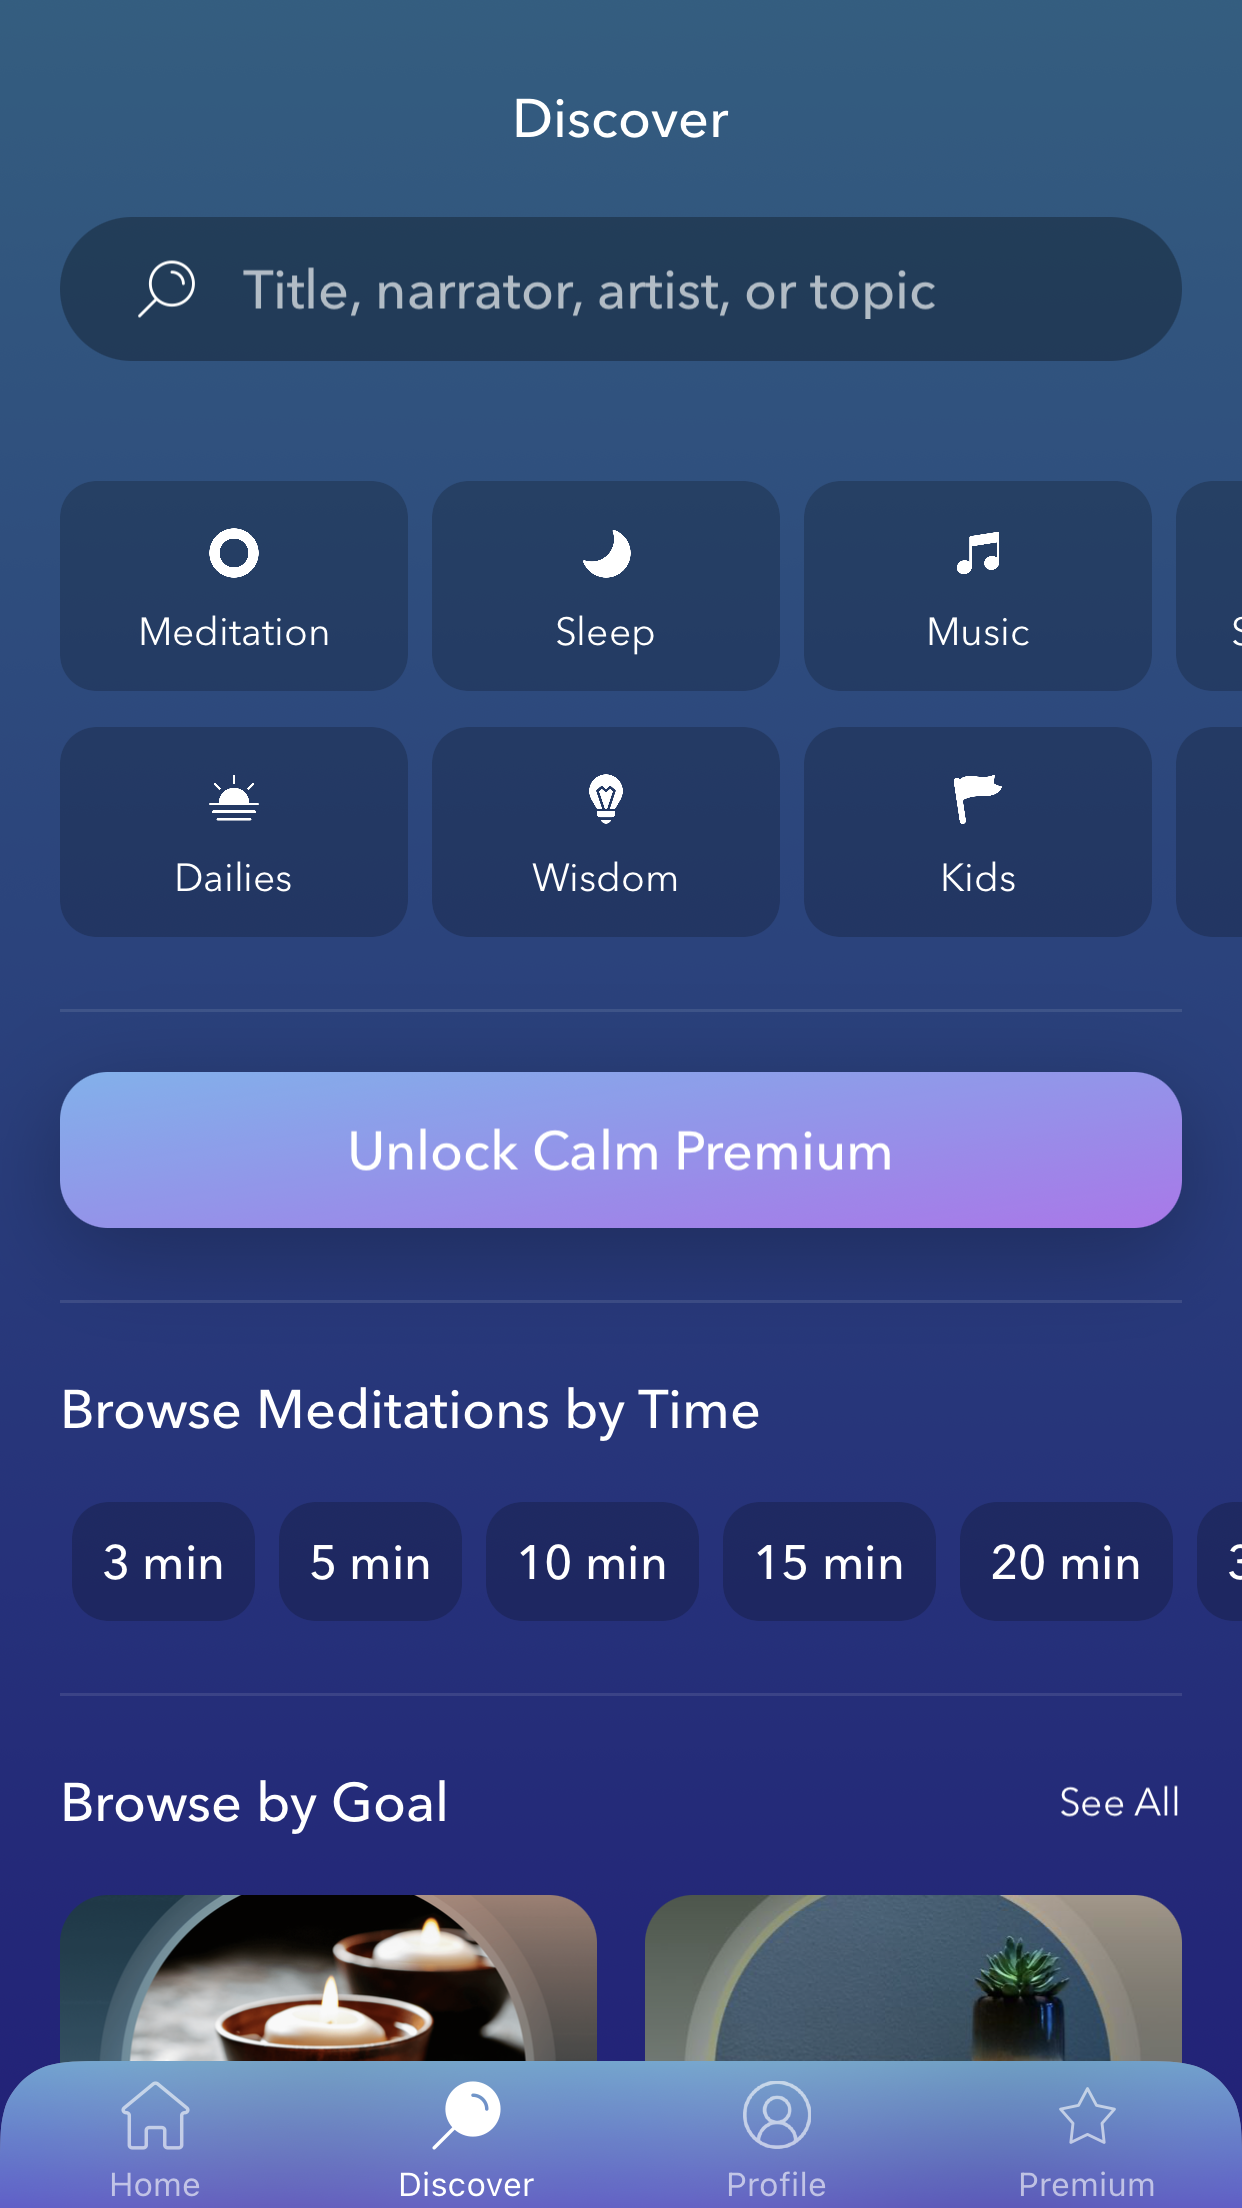 Discover
Title, narrator, artist, or topic
Meditation
Sleep
Music
Dailies
Wisdom
Kids
Unlock Calm Premium
Browse Meditations by Time
3 min
5 min
10 min
15 min
20 min
Browse by Goal
See All
Home
Discover
Profile
Premium